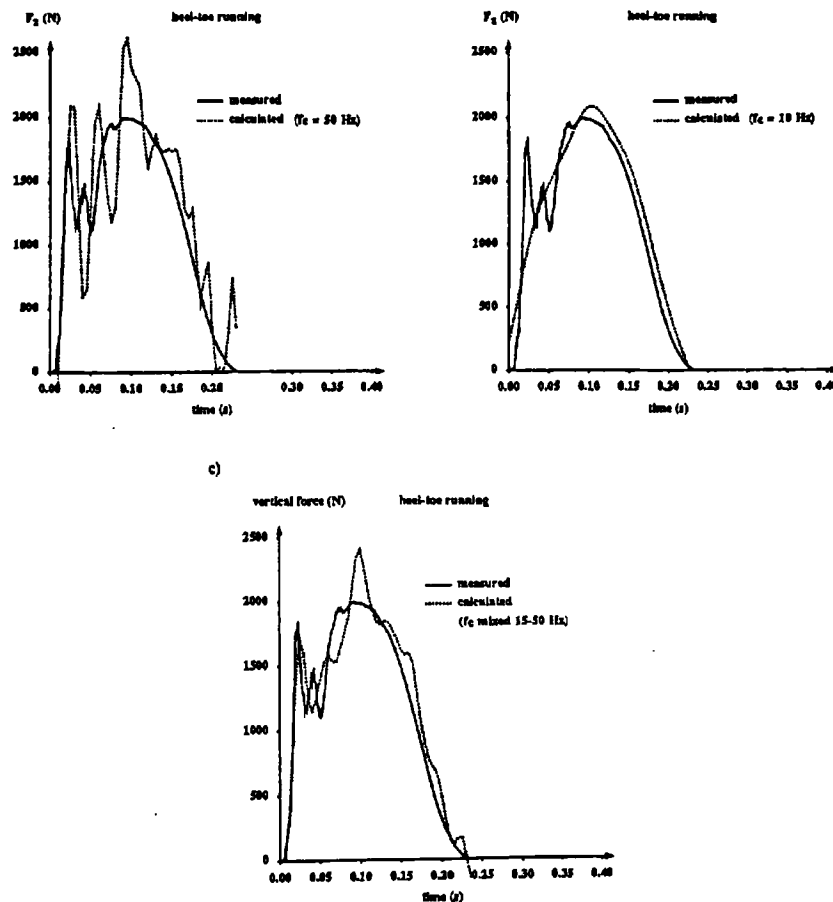 F_z (N) heel-toe running
2500
2000
1500
1000
500
0
measured
calculated (f_c = 50 Hz)
0.00 0.05 0.10 0.15 0.20 0.30 0.35 0.40
time (s)
F_z (N) heel-toe running
2500
2000
1500
1000
500
0
measured
calculated (f_c = 10 Hz)
0.00 0.05 0.10 0.15 0.20 0.25 0.30 0.35 0.40
time (s)
c)
vertical force (N) heel-toe running
2500
2000
1500
1000
500
0
measured
calculated
(f_c mixed 15-50 Hz)
0.00 0.05 0.10 0.15 0.20 0.25 0.30 0.35 0.40
time (s)